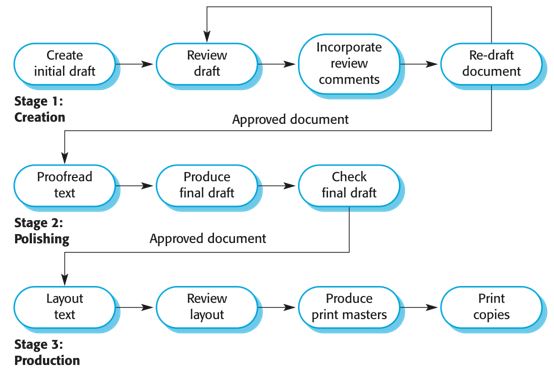 Create
initial draft
Review
draft
Incorporate
review
comments
Re-draft
document
Stage 1:
Creation
Approved document
Proofread
text
Produce
final draft
Check
final draft
Stage 2:
Polishing
Approved document
Layout
text
Review
layout
Produce
print masters
Print
copies
Stage 3:
Production